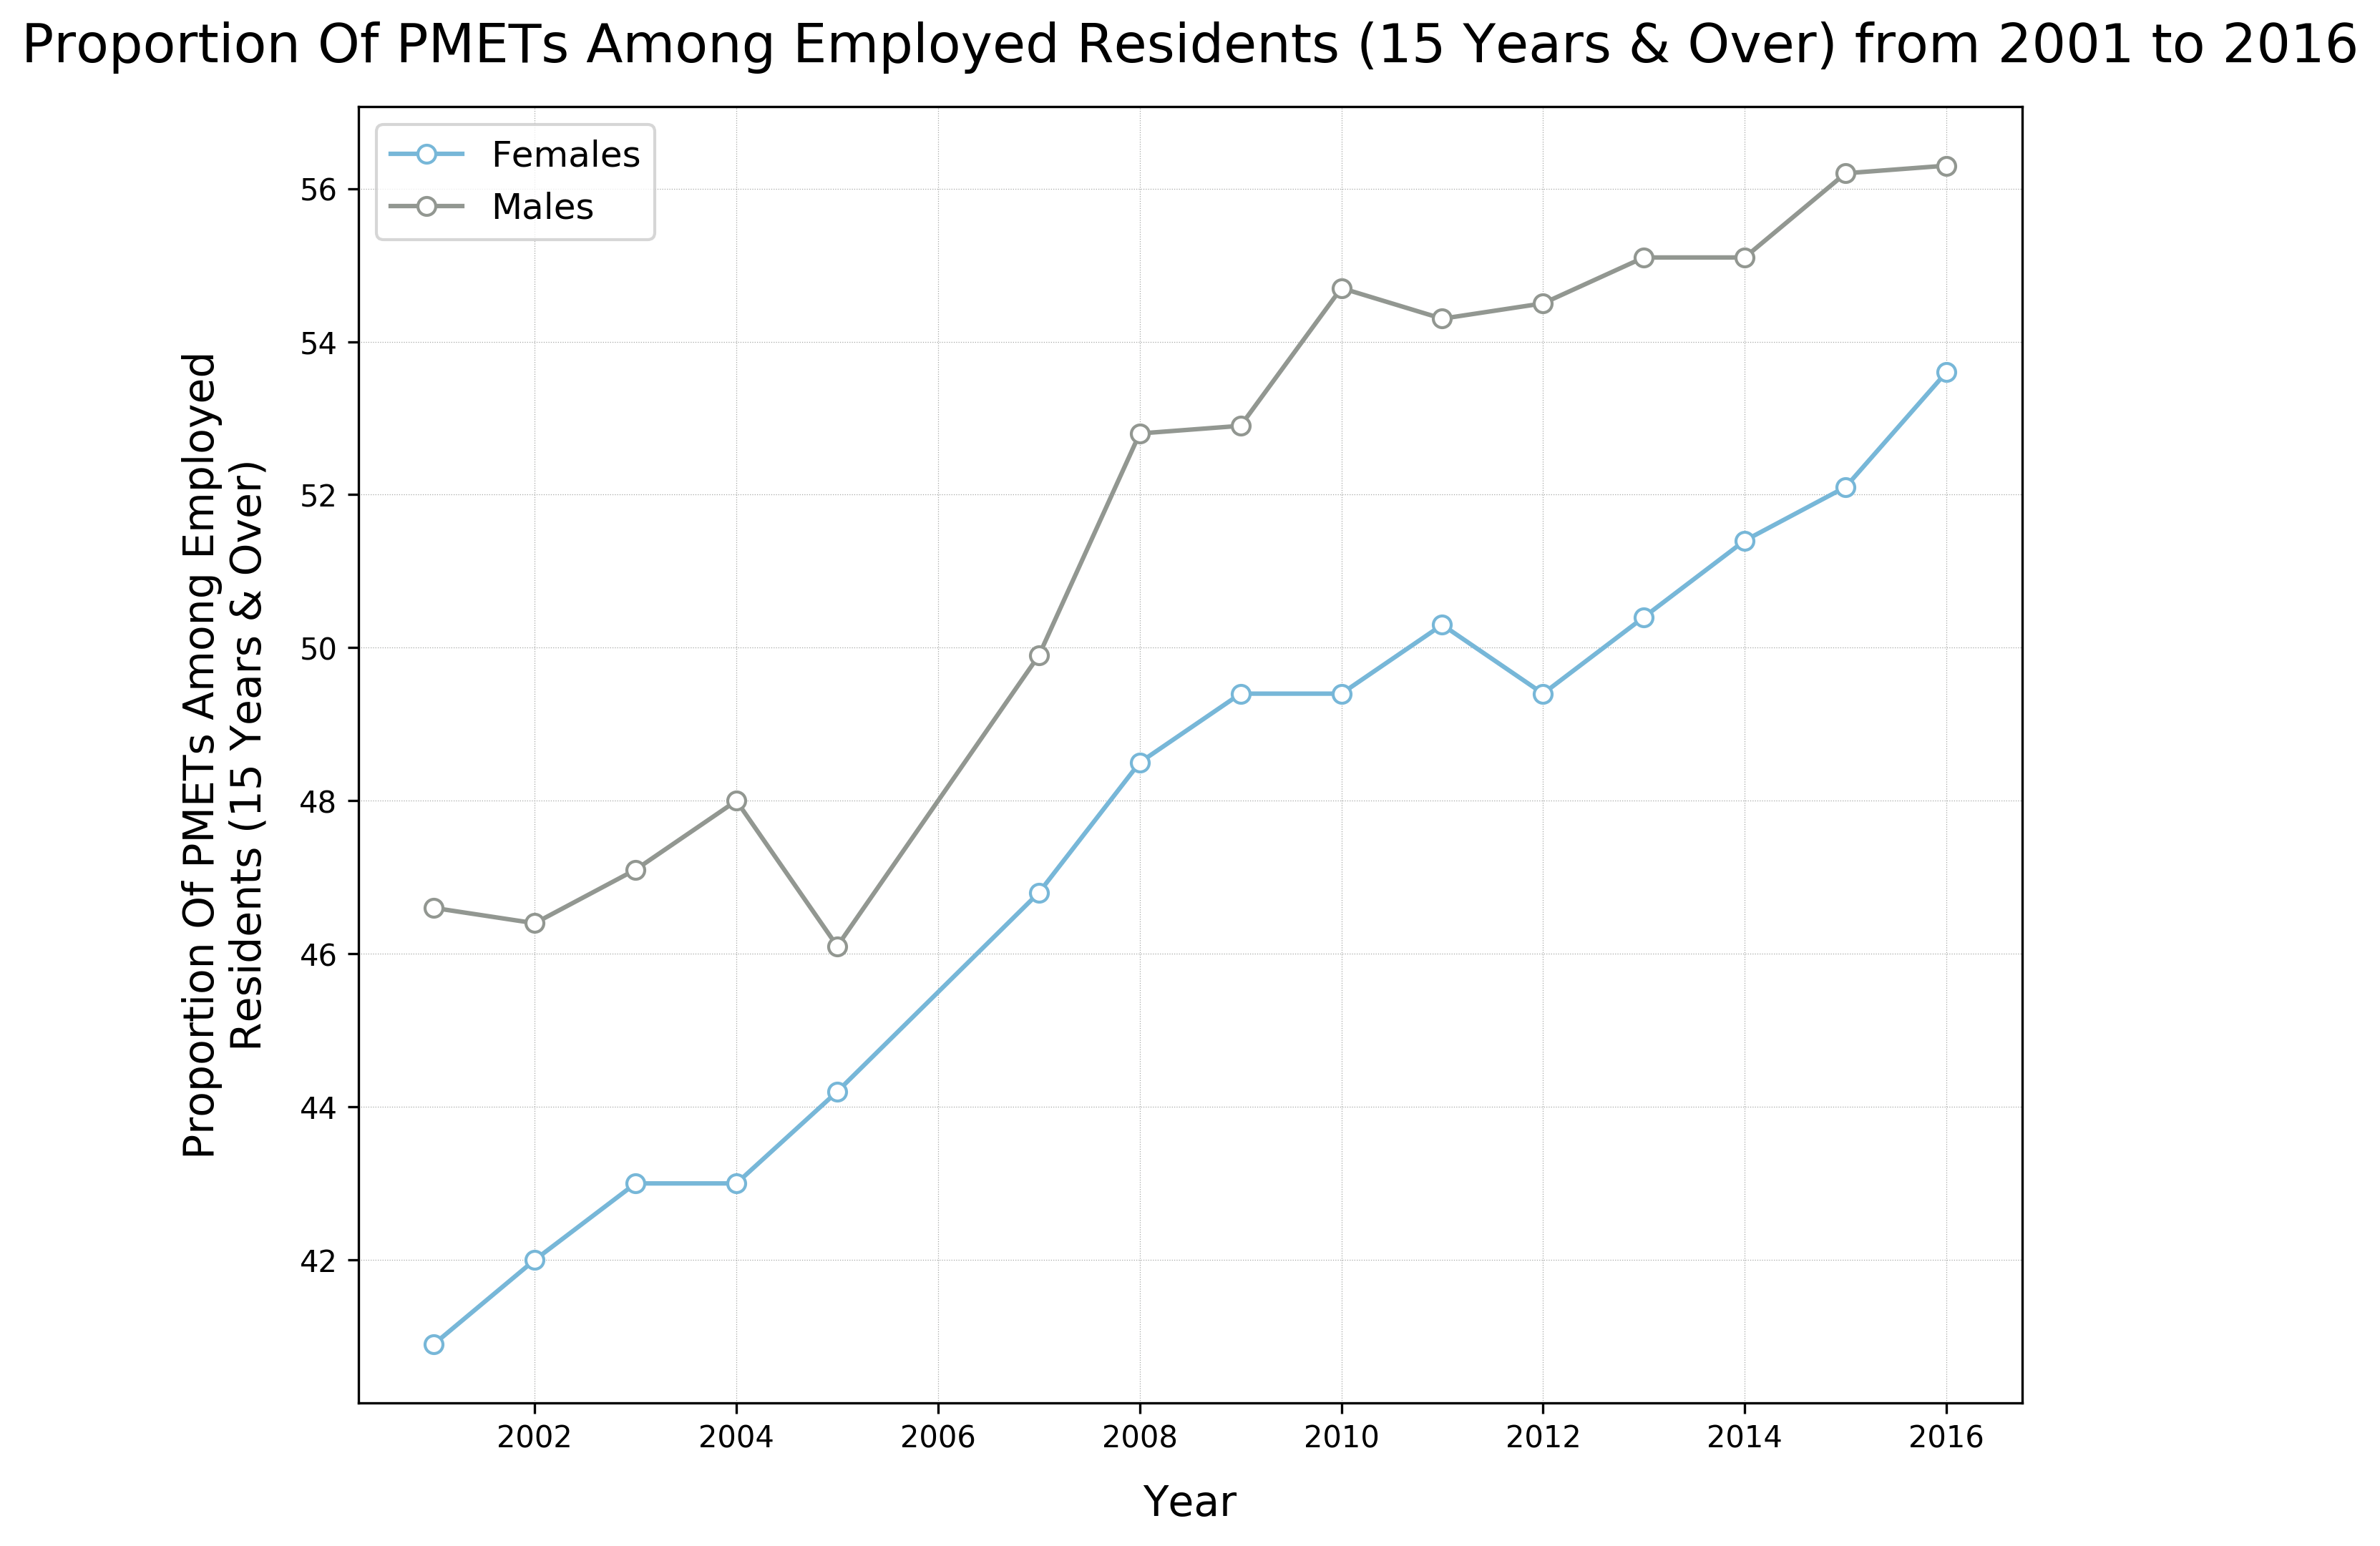 Proportion Of PMETs Among Employed Residents (15 Years & Over) from 2001 to 2016
Females
Males
56
54
52
50
48
46
44
42
Proportion Of PMETs Among Employed
Residents (15 Years & Over)
2002 2004 2006 2008 2010 2012 2014 2016
Year